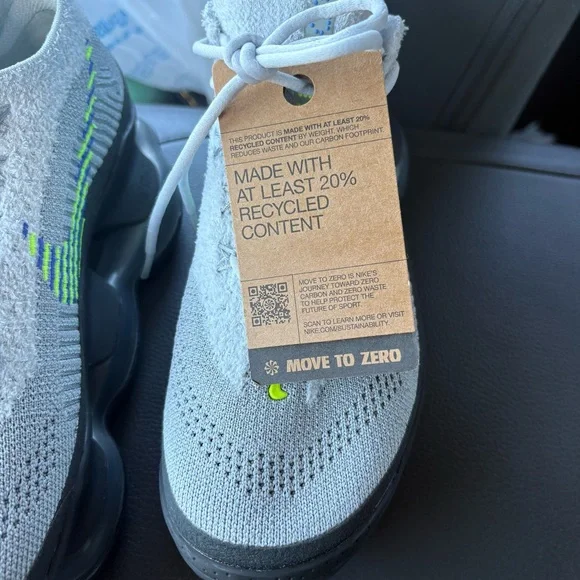 THIS PRODUCT IS MADE WITH AT LEAST 20%
RECYCLED CONTENT BY WEIGHT, WHICH
REDUCES WASTE AND OUR CARBON FOOTPRINT.
MADE WITH
AT LEAST 20%
RECYCLED
CONTENT
MOVE TO ZERO IS NIKE'S
JOURNEY TOWARD ZERO
CARBON AND ZERO WASTE
TO HELP PROTECT THE
FUTURE OF SPORT.
SCAN TO LEARN MORE OR VISIT
NIKE.COM/SUSTAINABILITY.
MOVE TO ZERO